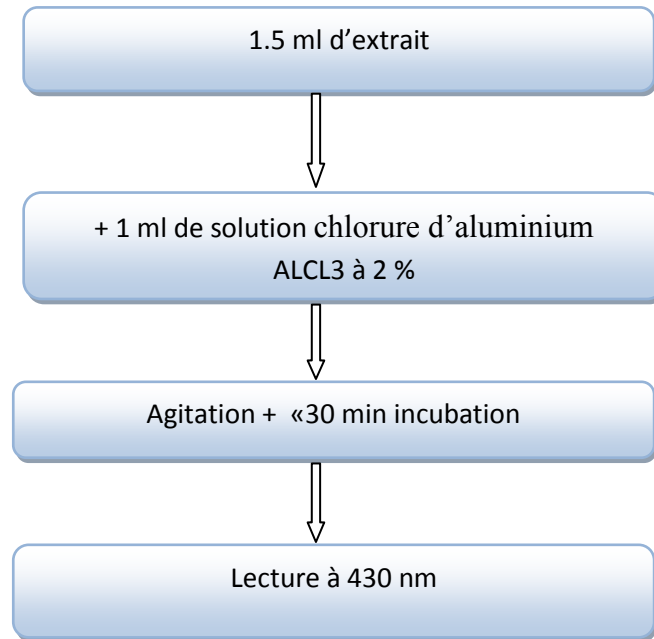 1.5 ml d’extrait
+ 1 ml de solution chlorure d’aluminium
ALCL3 à 2 %
Agitation + «30 min incubation
Lecture à 430 nm